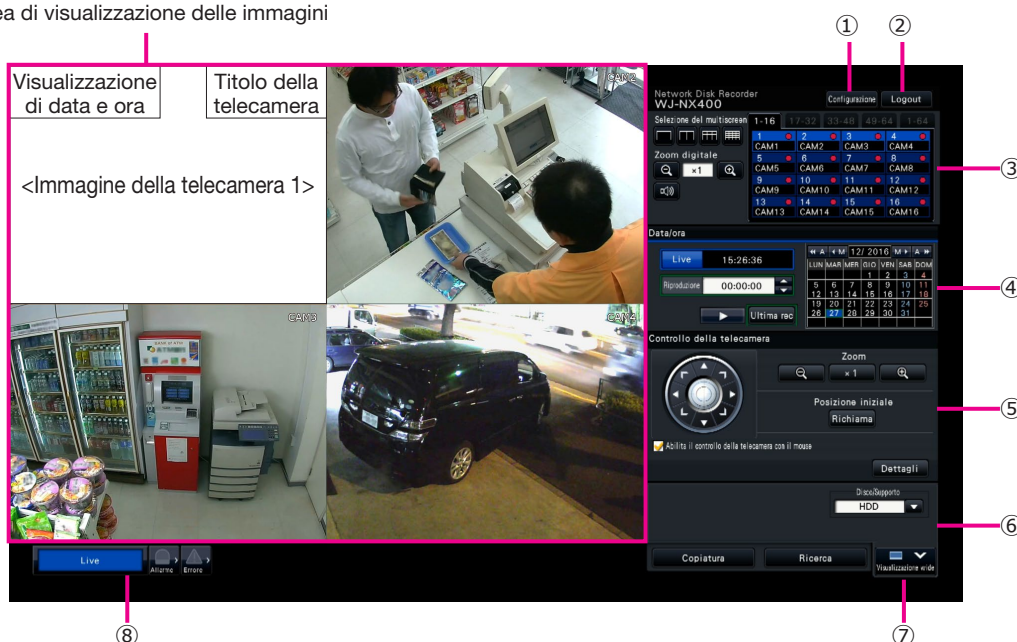 ea di visualizzazione delle immagini
① ②
Visualizzazione di data e ora
Titolo della telecamera
<Immagine della telecamera 1>
CAM2
CAM3
CAM4
Network Disk Recorder
WJ-NX400
Configurazione
Logout
Selezione del multiscreen
1-16 17-32 33-48 49-64 1-64
1 2 3 4
CAM1 CAM2 CAM3 CAM4
5 6 7 8
CAM5 CAM6 CAM7 CAM8
9 10 11 12
CAM9 CAM10 CAM11 CAM12
13 14 15 16
CAM13 CAM14 CAM15 CAM16
Zoom digitale
×1
③
Data/ora
Live 15:26:36
Riproduzione 00:00:00
Ultima rec
A M 12/ 2016 M A
LUN MAR MER GIO VEN SAB DOM
1 2 3 4
5 6 7 8 9 10 11
12 13 14 15 16 17 18
19 20 21 22 23 24 25
26 27 28 29 30 31
④
Controllo della telecamera
Zoom
×1
Posizione iniziale
Richiama
Abilita il controllo della telecamera con il mouse
Dettagli
⑤
Disco/Supporto
HDD
⑥
Copiatura
Ricerca
Visualizzazione wide
Live
Allarme
Errore
⑧ ⑦